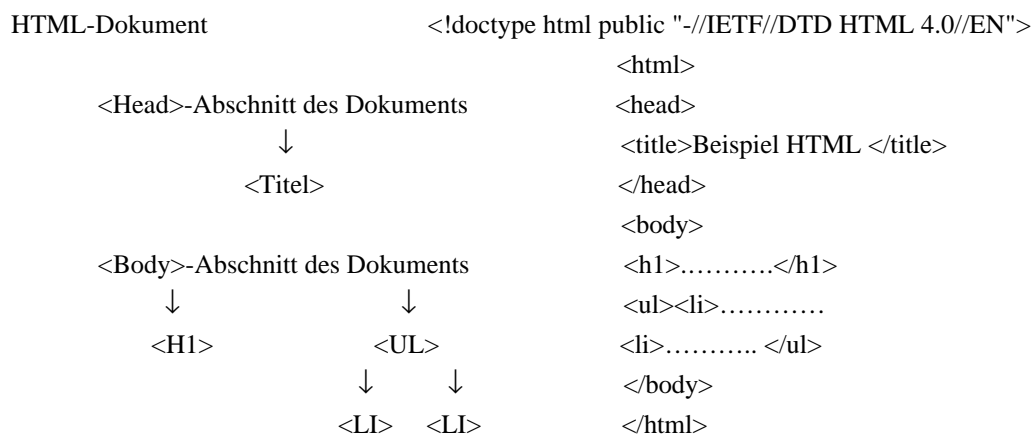 HTML-Dokument <!doctype html public "-//IETF//DTD HTML 4.0//EN">
<html>
<Head>-Abschnitt des Dokuments <head>
↓ <title>Beispiel HTML </title>
<Titel> </head>
<body>
<Body>-Abschnitt des Dokuments <h1>.……….</h1>
↓ ↓ <ul><li>…………
<H1> <UL> <li>……….. </ul>
↓ ↓ </body>
<LI> <LI> </html>